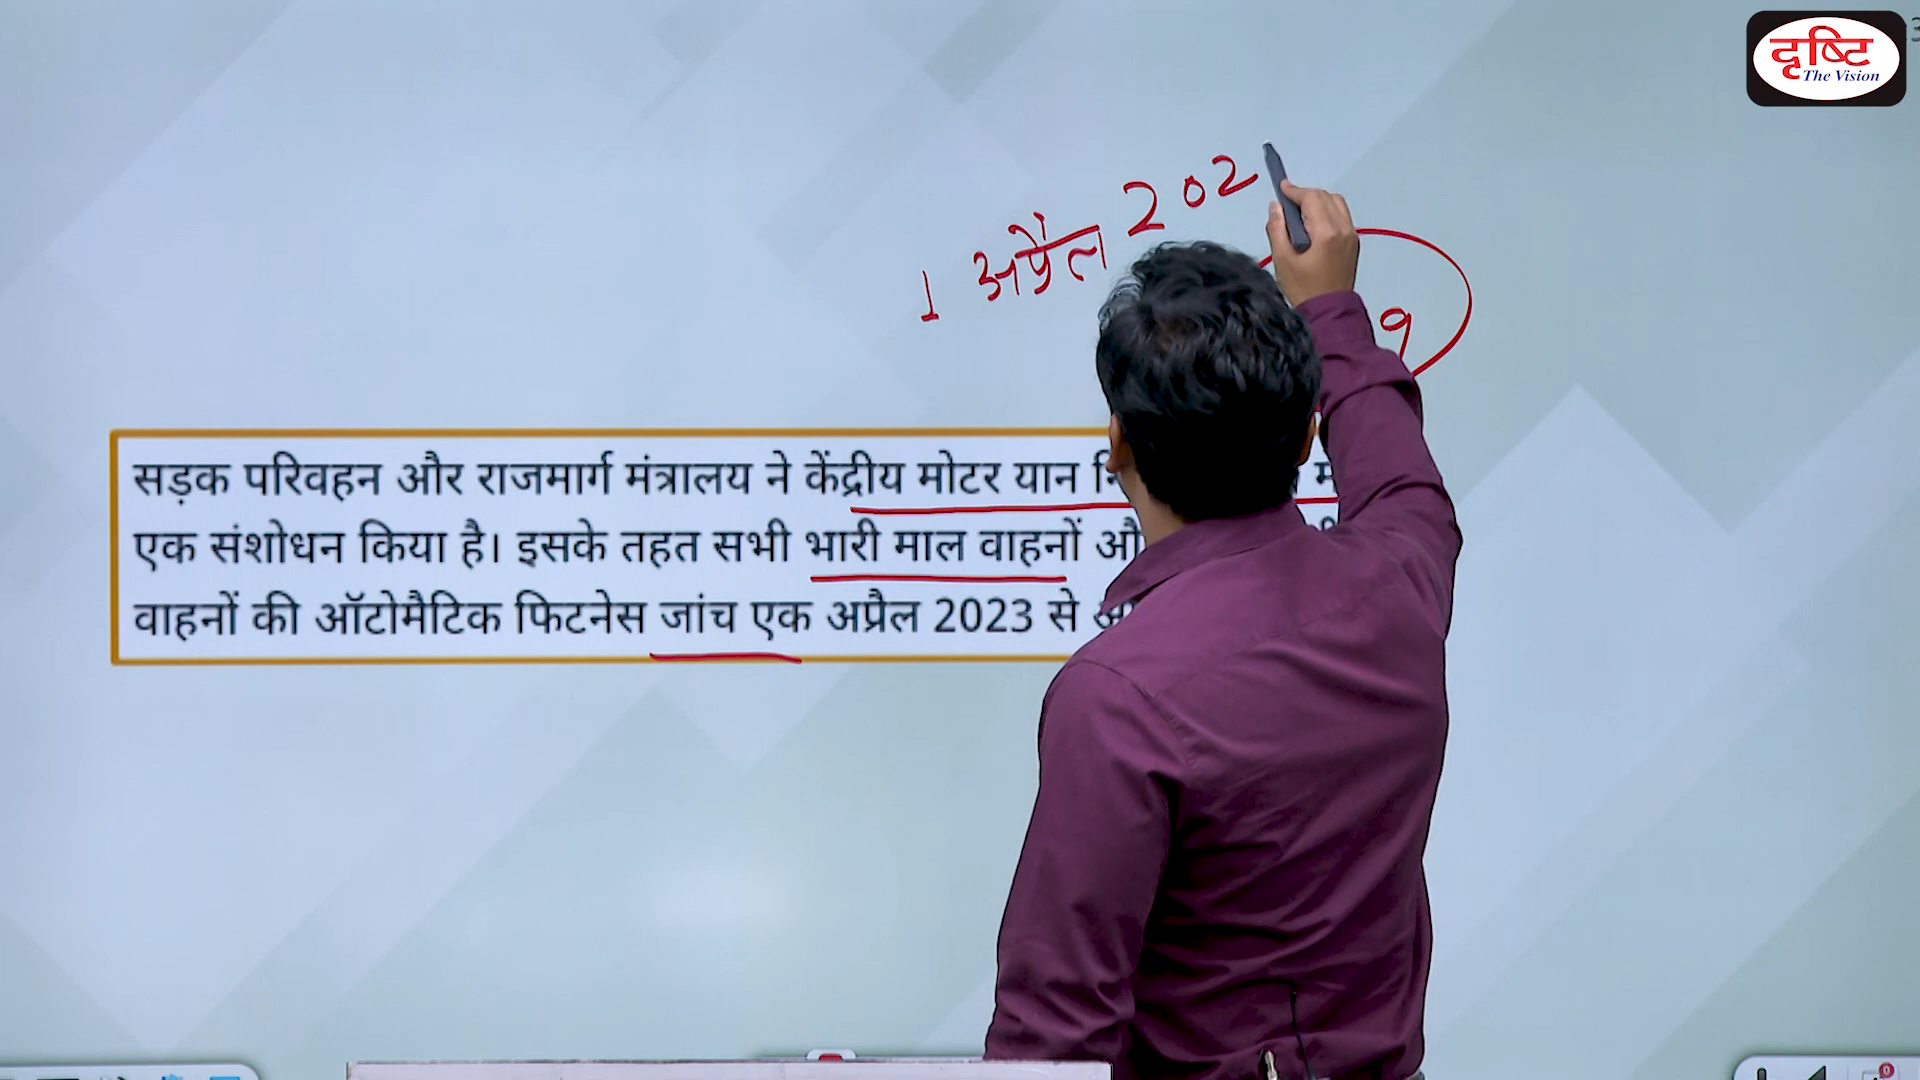 दृष्टि
The Vision
1 अप्रैल 202
9
सड़क परिवहन और राजमार्ग मंत्रालय ने केंद्रीय मोटर यान
एक संशोधन किया है। इसके तहत सभी भारी माल वाहनों
वाहनों की ऑटोमैटिक फिटनेस जांच एक अप्रैल 2023 से